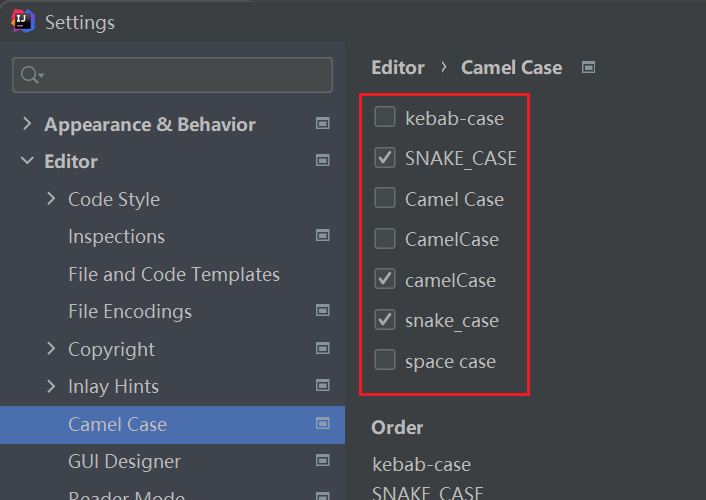 IJ
Settings
Appearance & Behavior
Editor
Code Style
Inspections
File and Code Templates
File Encodings
Copyright
Inlay Hints
Camel Case
GUI Designer
Reader Mode
Editor › Camel Case
kebab-case
SNAKE_CASE
Camel Case
CamelCase
camelCase
snake_case
space case
Order
kebab-case
SNAKE_CASE